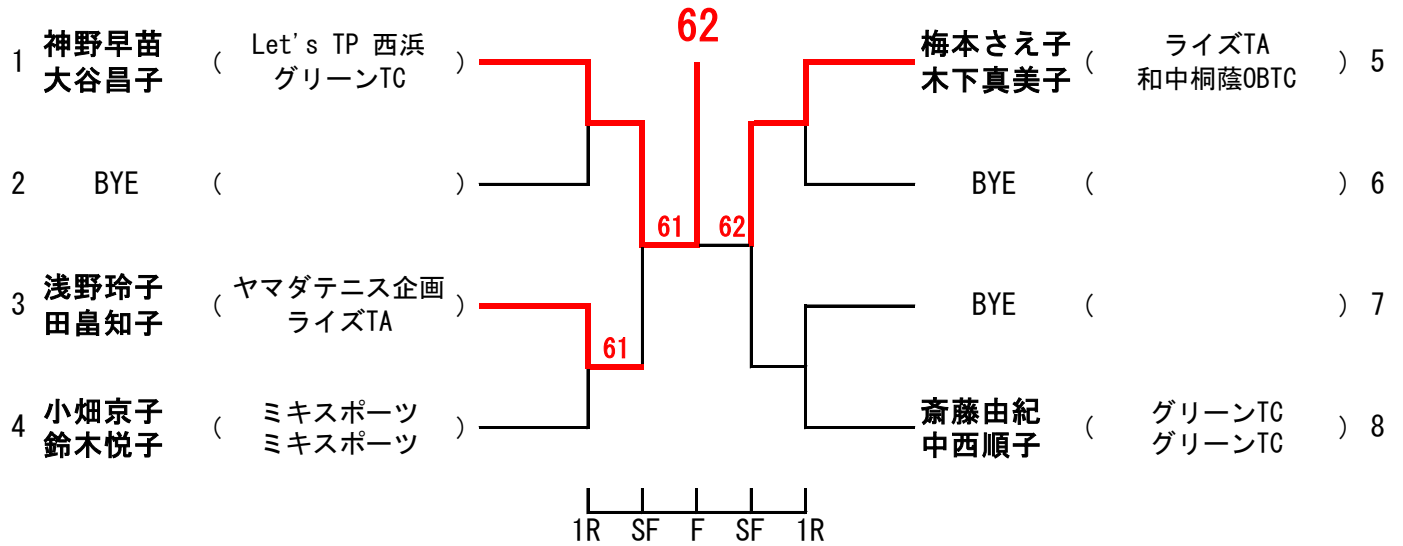 62
1 神野早苗 ( Let's TP 西浜 )
大谷昌子 グリーンTC
2 BYE ( )
3 浅野玲子 ( ヤマダテニス企画 )
田畠知子 ライズTA
4 小畑京子 ( ミキスポーツ )
鈴木悦子 ミキスポーツ
61
61
62
梅本さえ子 ( ライズTA ) 5
木下真美子 和中桐蔭OBTC
BYE ( ) 6
BYE ( ) 7
斎藤由紀 ( グリーンTC ) 8
中西順子 グリーンTC
1R SF F SF 1R